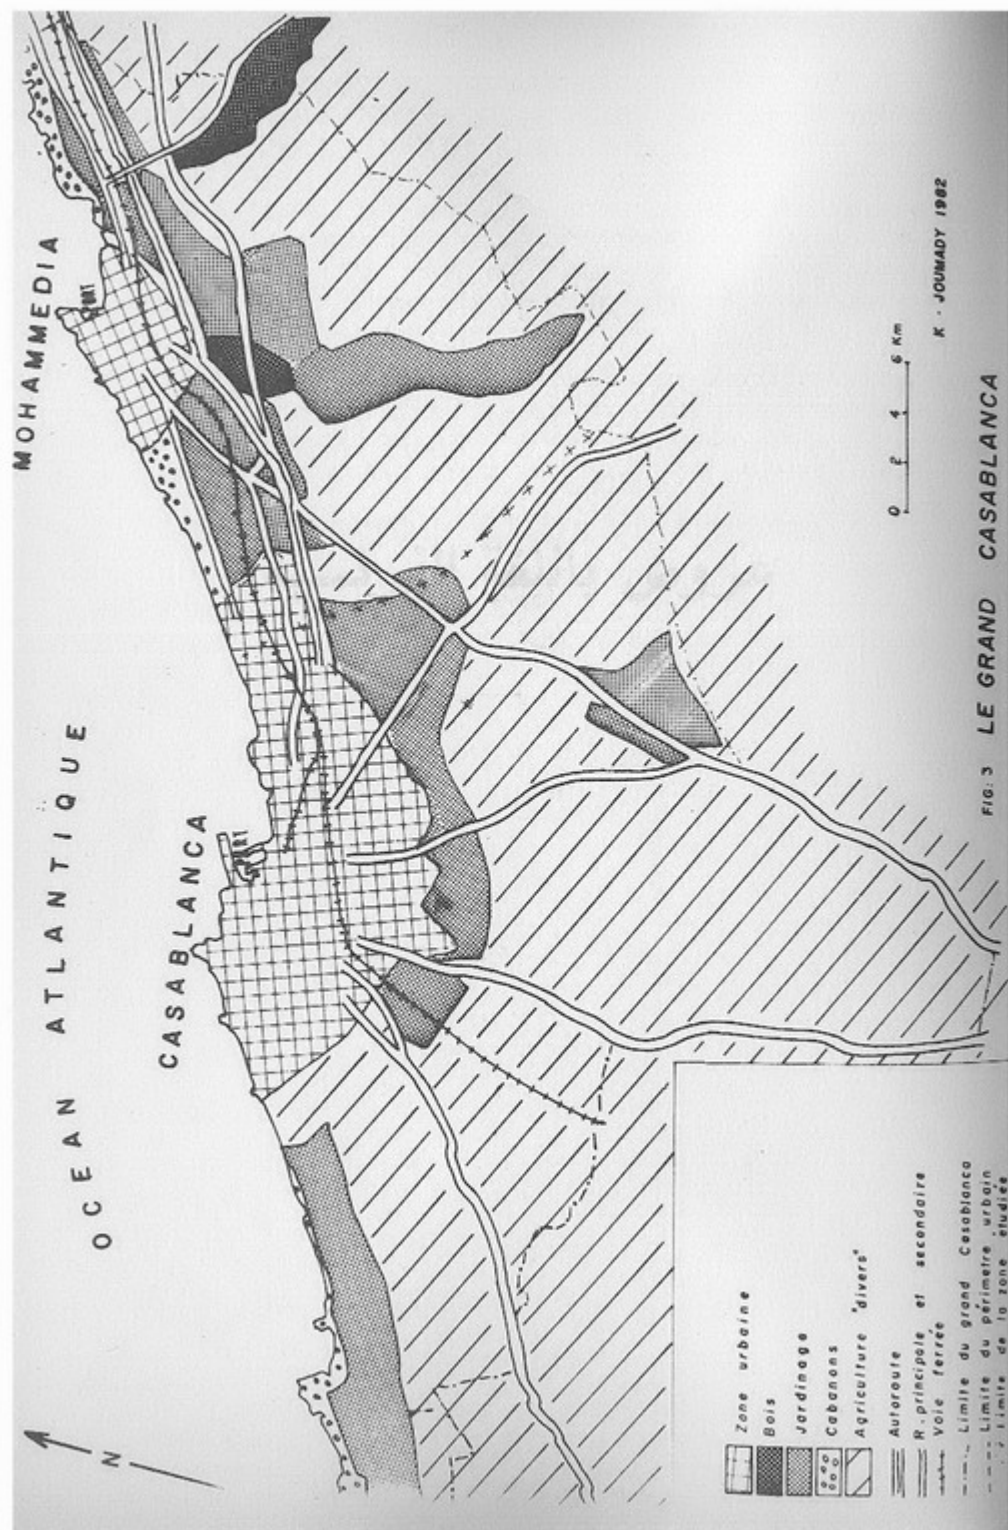 OCEAN ATLANTIQUE
MOHAMMEDIA
PORT
CASABLANCA
PORT
N
Zone urbaine
Bois
Jardinage
Cabanons
Agriculture "divers"
Autoroute
R-principale et secondaire
Voie ferrée
Limite du grand Casablanca
Limite du périmetre urbain
limite de la zone étudiée
0 2 4 6 Km
K - JOUMADY 1982
FIG: 3 LE GRAND CASABLANCA